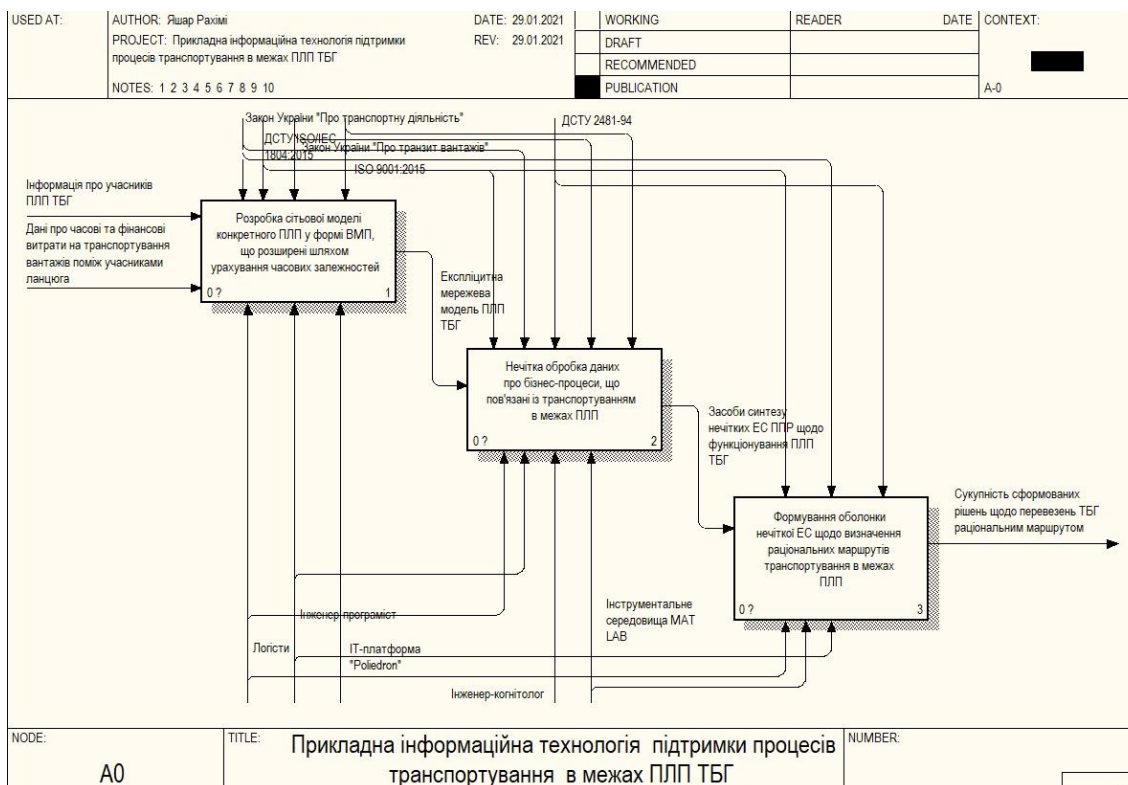 USED AT:
AUTHOR: Яшар Рахімі
DATE: 29.01.2021
PROJECT: Прикладна інформаційна технологія підтримки
процесів транспортування в межах ПЛП ТБГ
REV: 29.01.2021
NOTES: 1 2 3 4 5 6 7 8 9 10
WORKING
DRAFT
RECOMMENDED
PUBLICATION
READER
DATE
CONTEXT:
A-0
Закон України "Про транспортну діяльність"
ДСТУ ISO/IEC
1804:2015
Закон України "Про транзит вантажів"
ISO 9001:2015
ДСТУ 2481-94
Інформація про учасників
ПЛП ТБГ
Дані про часові та фінансові
витрати на транспортування
вантажів поміж учасниками
ланцюга
Розробка сітьової моделі
конкретного ПЛП у формі ВМП,
що розширені шляхом
урахування часових залежностей
0 ?
1
Експліцитна
мережева
модель ПЛП
ТБГ
Нечітка обробка даних
про бізнес-процеси, що
пов'язані із транспортуванням
в межах ПЛП
0 ?
2
Засоби синтезу
нечітких ЕС ППР щодо
функціонування ПЛП
ТБГ
Формування оболонки
нечіткої ЕС щодо визначення
раціональних маршрутів
транспортування в межах
ПЛП
0 ?
3
Сукупність сформованих
рішень щодо перевезень ТБГ
раціональним маршрутом
Інженер програміст
Логісти
ІТ-платформа
"Poliedron"
Інструментальне
середовища MAT
LAB
Інженер-когнітолог
NODE:
A0
TITLE:
Прикладна інформаційна технологія підтримки процесів
транспортування в межах ПЛП ТБГ
NUMBER: